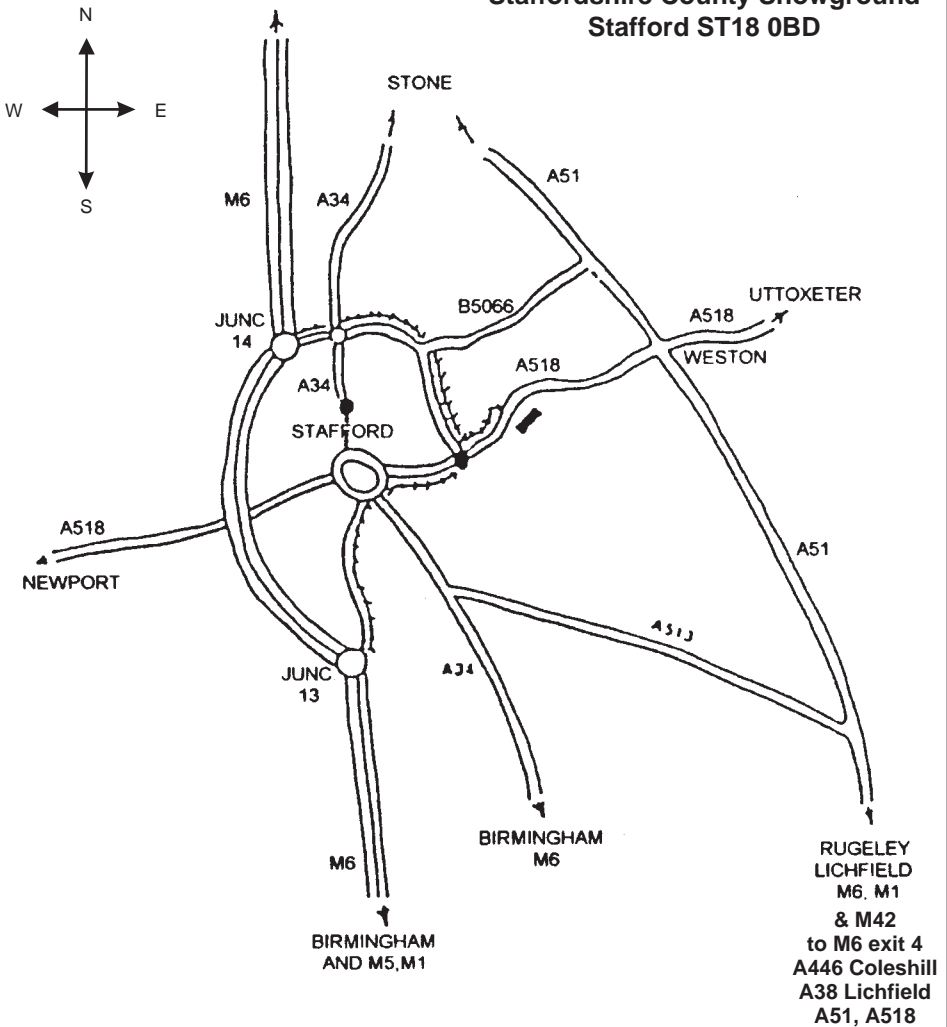 Staffordshire County Showground
Stafford ST18 0BD
N
W
E
S
STONE
M6
A34
A51
B5066
UTTOXETER
A518
JUNC
14
WESTON
A518
A34
STAFFORD
A518
NEWPORT
A51
A513
JUNC
13
A34
BIRMINGHAM
M6
M6
RUGELEY
LICHFIELD
M6, M1
& M42
to M6 exit 4
A446 Coleshill
A38 Lichfield
A51, A518
BIRMINGHAM
AND M5,M1